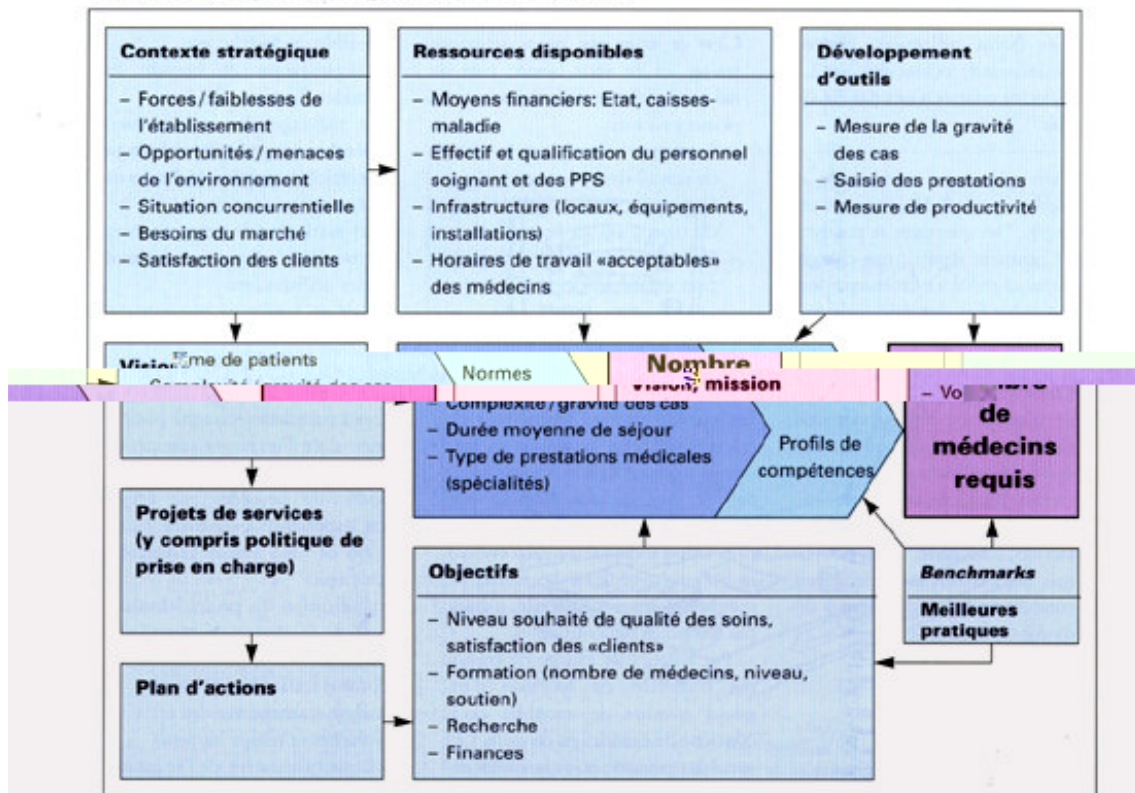 Contexte stratégique
– Forces / faiblesses de
l'établissement
– Opportunités / menaces
de l'environnement
– Situation concurrentielle
– Besoins du marché
– Satisfaction des clients
Ressources disponibles
– Moyens financiers: Etat, caisses-
maladie
– Effectif et qualification du personnel
soignant et des PPS
– Infrastructure (locaux, équipements,
installations)
– Horaires de travail «acceptables»
des médecins
Développement
d'outils
– Mesure de la gravité
des cas
– Saisie des prestations
– Mesure de productivité
me de patients
Normes
Nombre
Vision, mission
– Complexité / gravité des cas
– Durée moyenne de séjour
– Type de prestations médicales
(spécialités)
Profils de
compétences
– Vo
de
médecins
requis
Projets de services
(y compris politique de
prise en charge)
Plan d'actions
Objectifs
– Niveau souhaité de qualité des soins,
satisfaction des «clients»
– Formation (nombre de médecins, niveau,
soutien)
– Recherche
– Finances
Benchmarks
Meilleures
pratiques